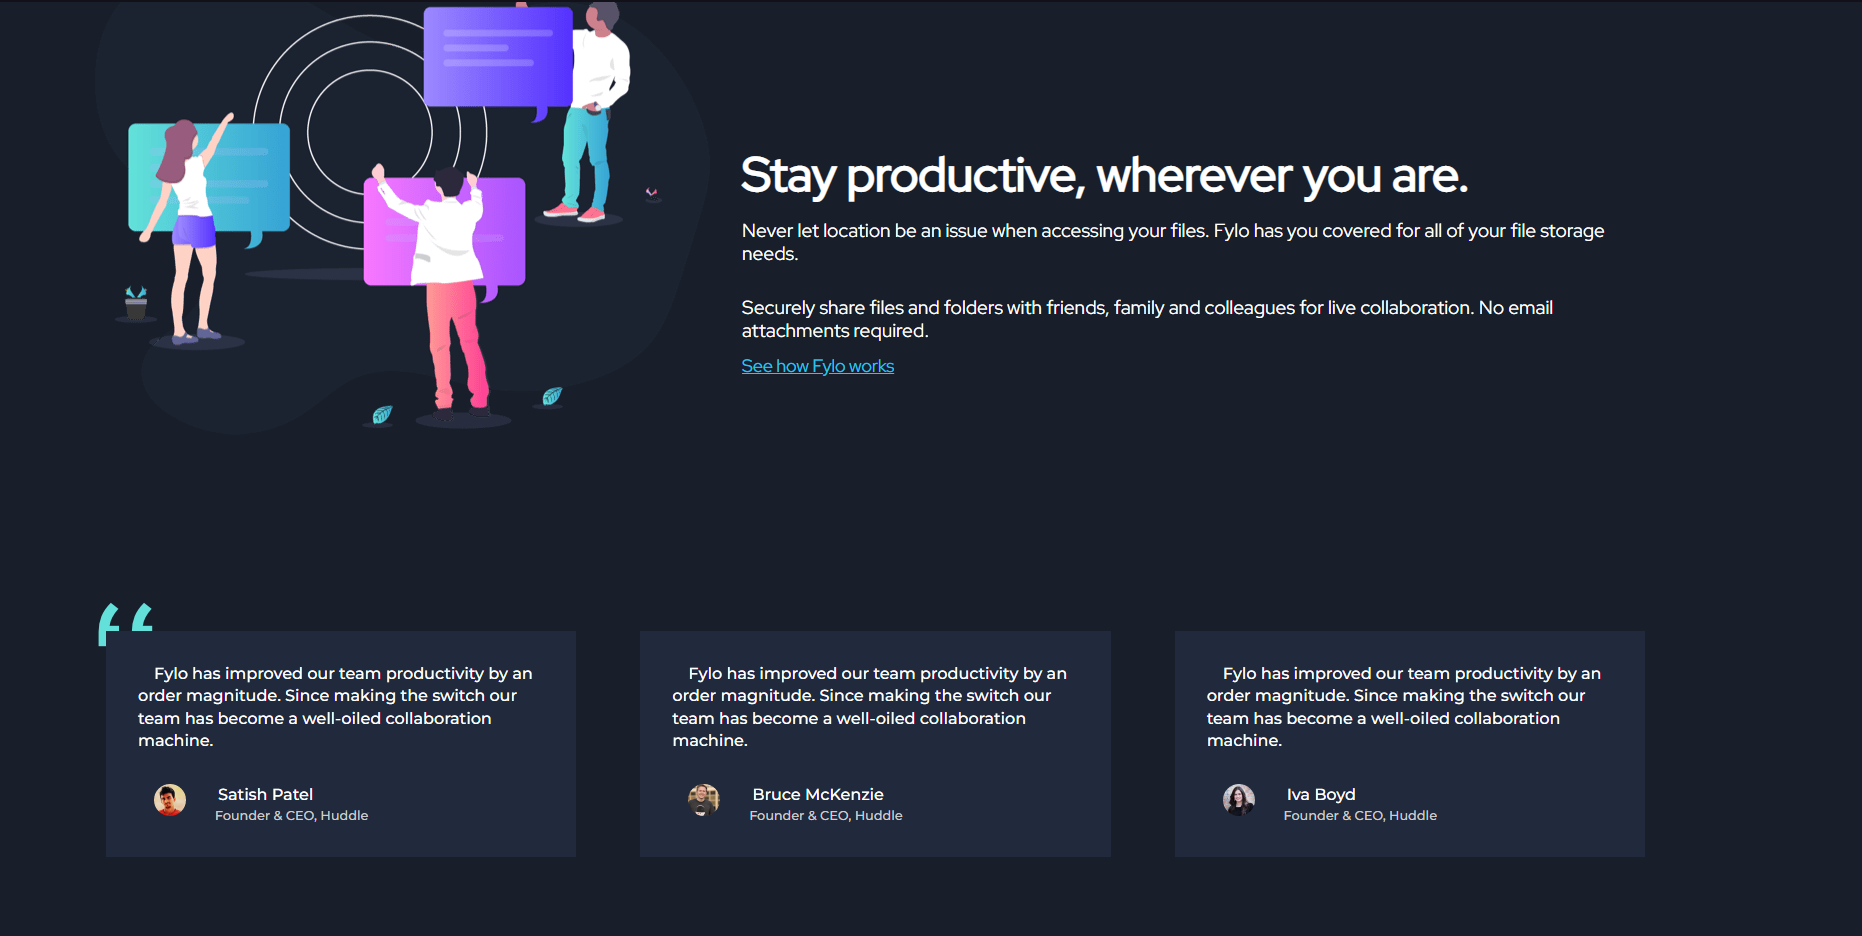 Stay productive, wherever you are.
Never let location be an issue when accessing your files. Fylo has you covered for all of your file storage
needs.
Securely share files and folders with friends, family and colleagues for live collaboration. No email
attachments required.
See how Fylo works
“
Fylo has improved our team productivity by an
order magnitude. Since making the switch our
team has become a well-oiled collaboration
machine.
Satish Patel
Founder & CEO, Huddle
Fylo has improved our team productivity by an
order magnitude. Since making the switch our
team has become a well-oiled collaboration
machine.
Bruce McKenzie
Founder & CEO, Huddle
Fylo has improved our team productivity by an
order magnitude. Since making the switch our
team has become a well-oiled collaboration
machine.
Iva Boyd
Founder & CEO, Huddle